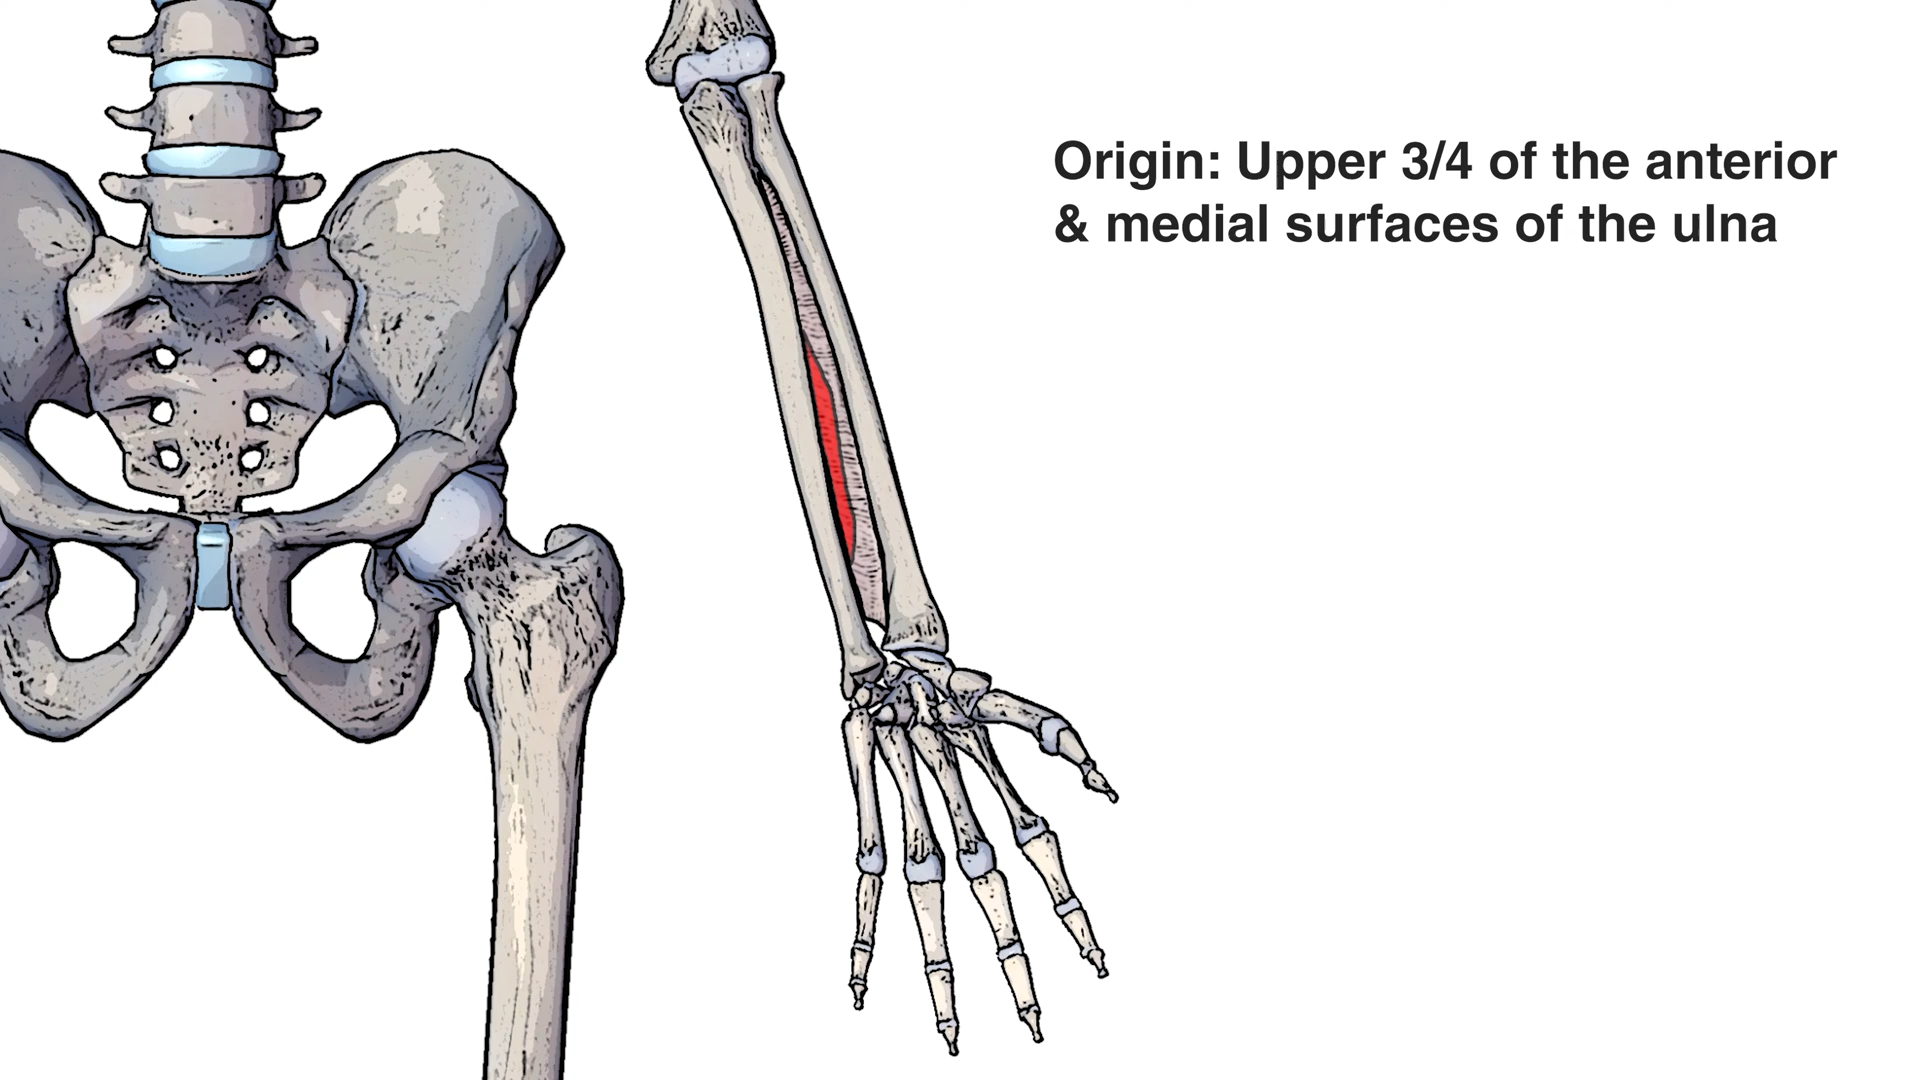 Origin: Upper 3/4 of the anterior
& medial surfaces of the ulna